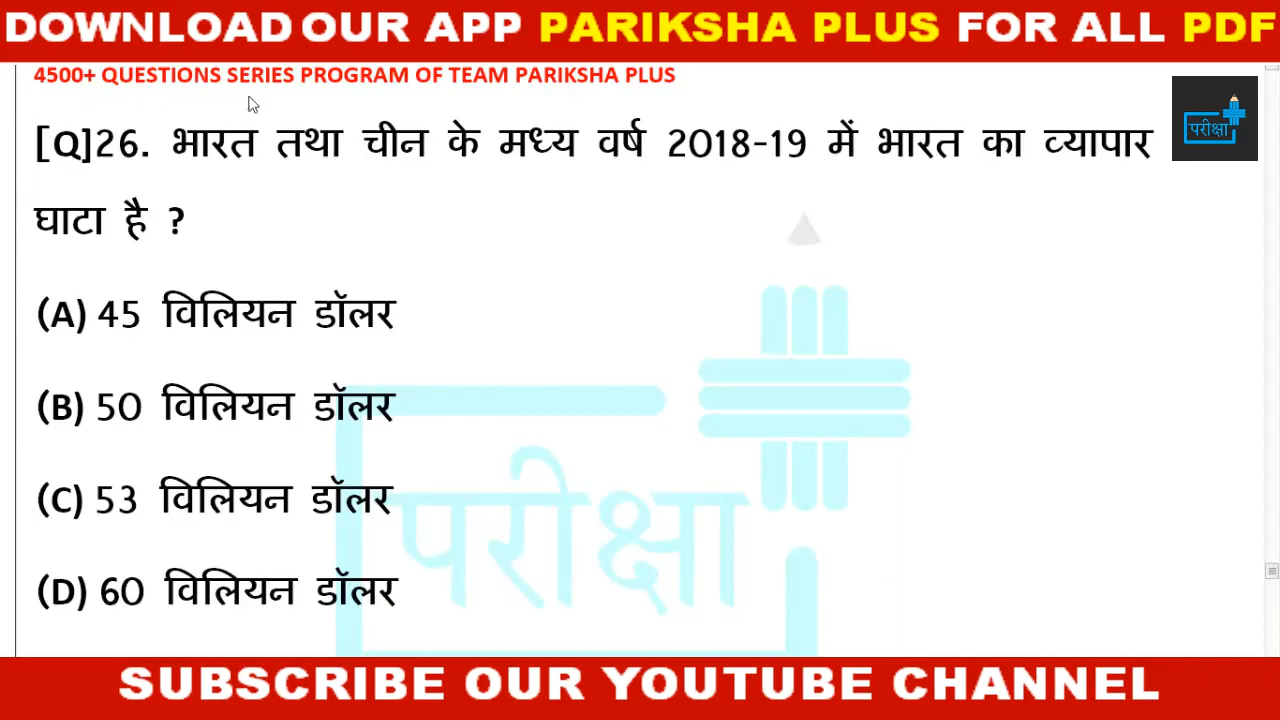 DOWNLOAD OUR APP PARIKSHA PLUS FOR ALL PDF
4500+ QUESTIONS SERIES PROGRAM OF TEAM PARIKSHA PLUS
परीक्षा
[Q]26. भारत तथा चीन के मध्य वर्ष 2018-19 में भारत का व्यापार
घाटा है ?
(A) 45 विलियन डॉलर
(B) 50 विलियन डॉलर
(C) 53 विलियन डॉलर
(D) 60 विलियन डॉलर
परीक्षा
SUBSCRIBE OUR YOUTUBE CHANNEL